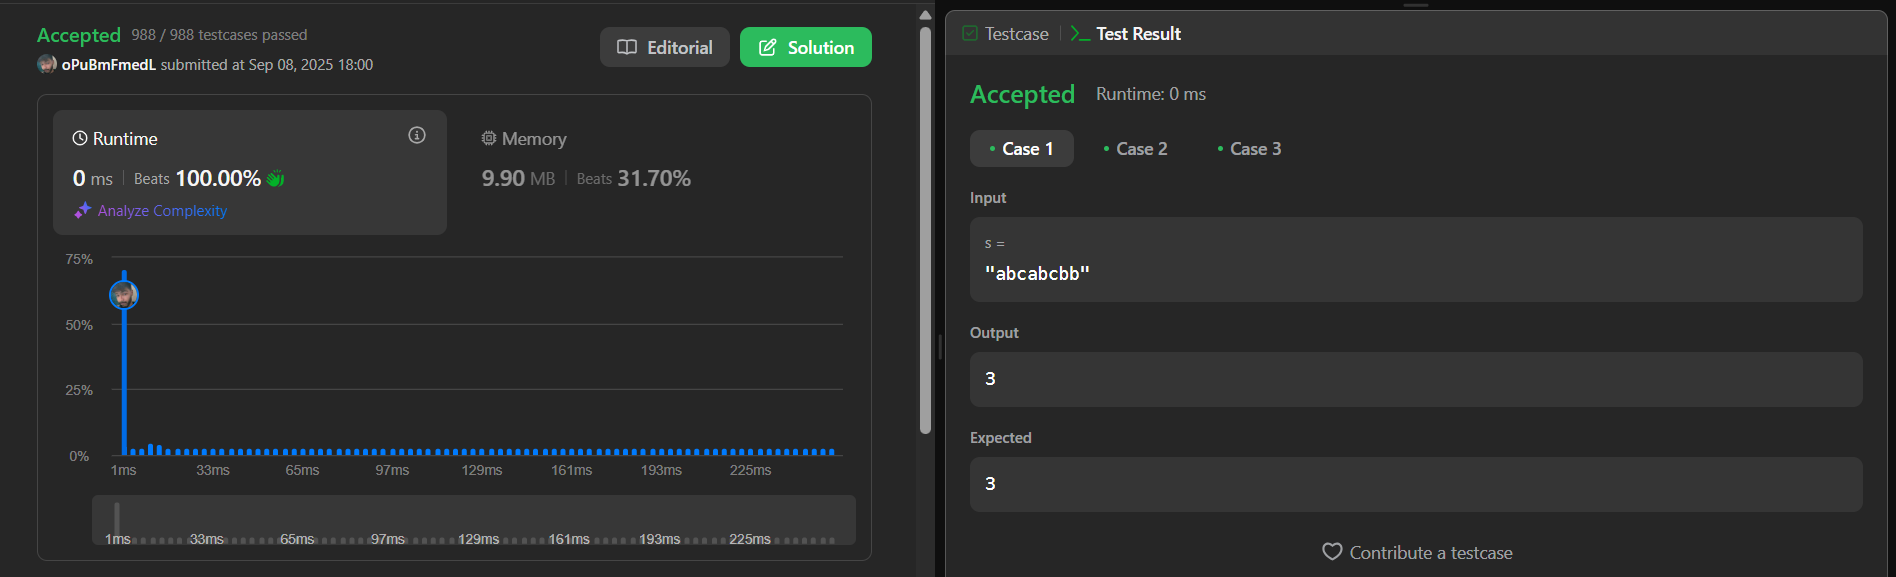 Accepted 988 / 988 testcases passed
oPuBmFmedL submitted at Sep 08, 2025 18:00
Editorial
Solution
Runtime
0 ms | Beats 100.00%
Analyze Complexity
Memory
9.90 MB | Beats 31.70%
75%
50%
25%
0%
1ms 33ms 65ms 97ms 129ms 161ms 193ms 225ms
1ms 33ms 65ms 97ms 129ms 161ms 193ms 225ms
Testcase | Test Result
Accepted Runtime: 0 ms
• Case 1 • Case 2 • Case 3
Input
s =
"abcabcbb"
Output
3
Expected
3
Contribute a testcase